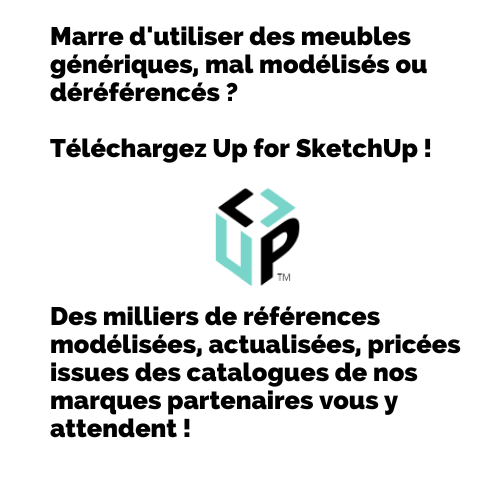 Marre d'utiliser des meubles
génériques, mal modélisés ou
déréférencés ?
Téléchargez Up for SketchUp !
UP
TM
Des milliers de références
modélisées, actualisées, pricées
issues des catalogues de nos
marques partenaires vous y
attendent !